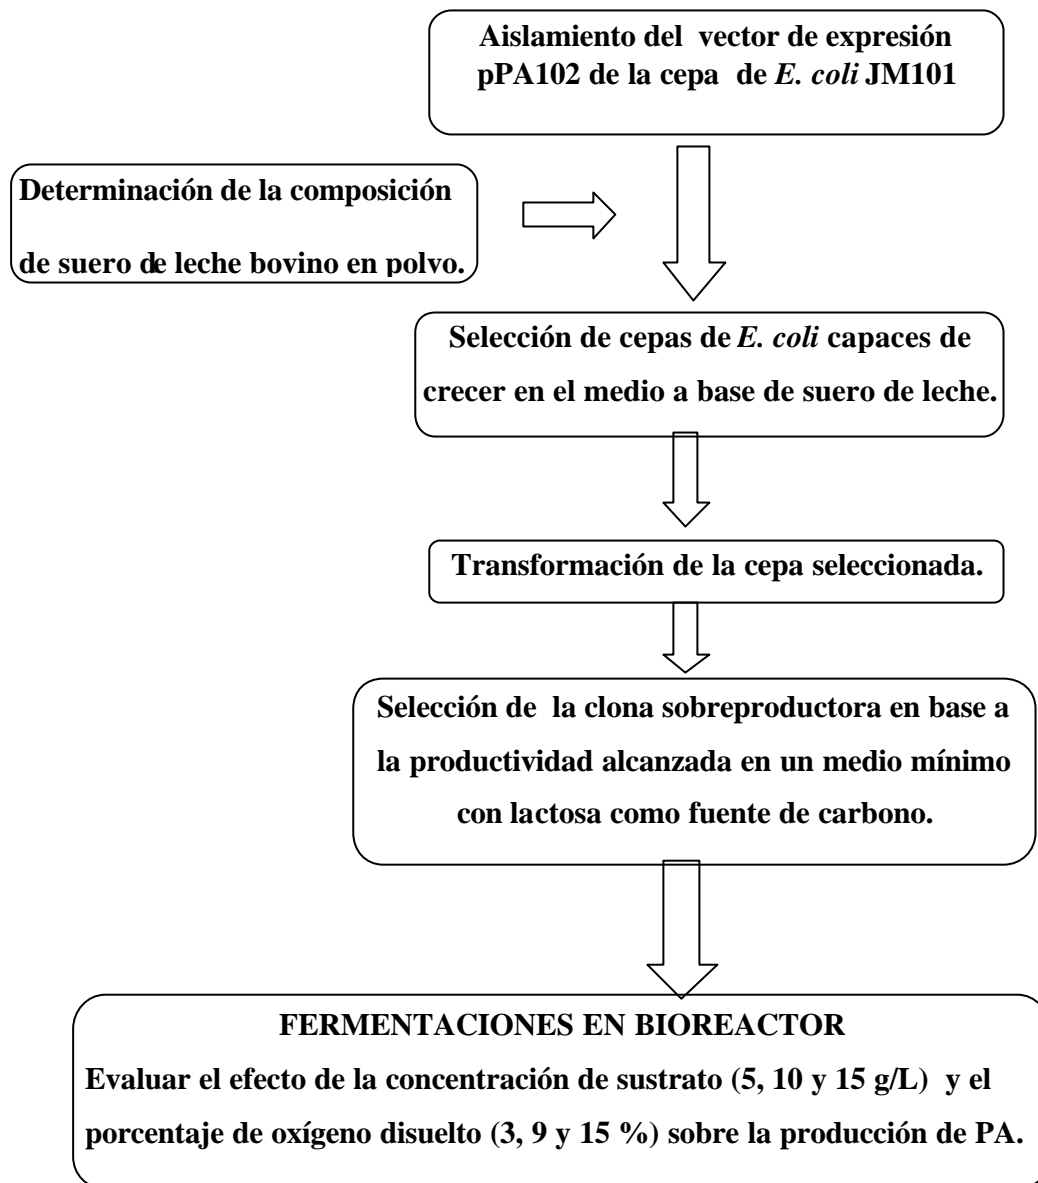 Aislamiento del vector de expresión
pPA102 de la cepa de E. coli JM101
Determinación de la composición
de suero de leche bovino en polvo.
Selección de cepas de E. coli capaces de
crecer en el medio a base de suero de leche.
Transformación de la cepa seleccionada.
Selección de la clona sobreproductora en base a
la productividad alcanzada en un medio mínimo
con lactosa como fuente de carbono.
FERMENTACIONES EN BIOREACTOR
Evaluar el efecto de la concentración de sustrato (5, 10 y 15 g/L) y el
porcentaje de oxígeno disuelto (3, 9 y 15 %) sobre la producción de PA.